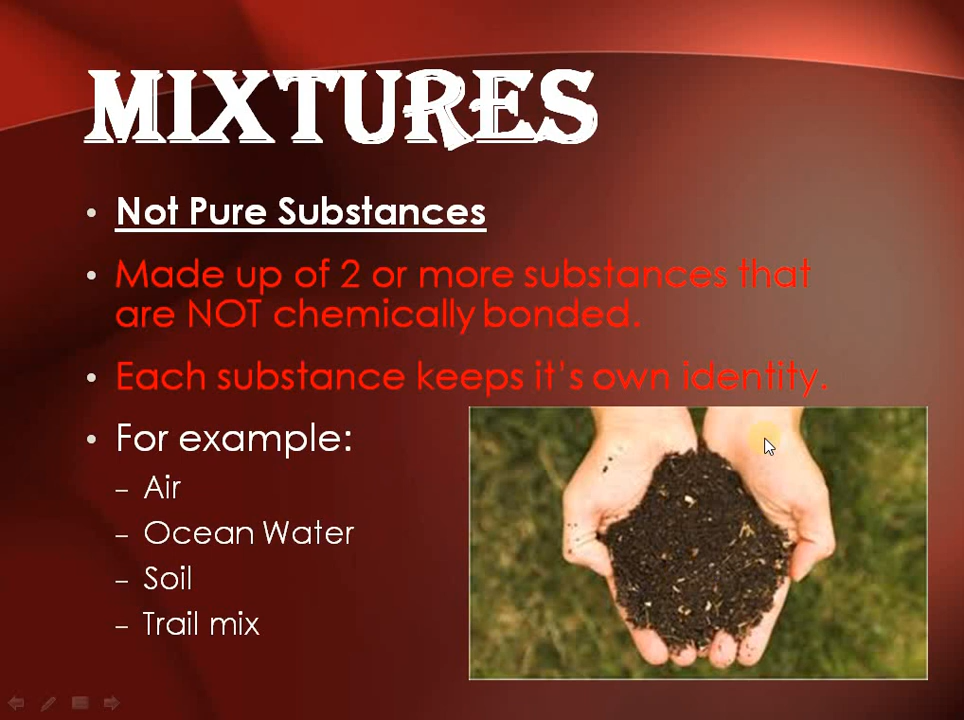 MIXTURES
• Not Pure Substances
• Made up of 2 or more substances that
are NOT chemically bonded.
• Each substance keeps it's own identity.
• For example:
– Air
– Ocean Water
– Soil
– Trail mix